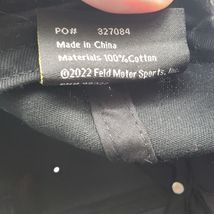 PO# 327084
Made in China
Materials 100%Cotton
©2022 Feld Motor Sports, Inc.